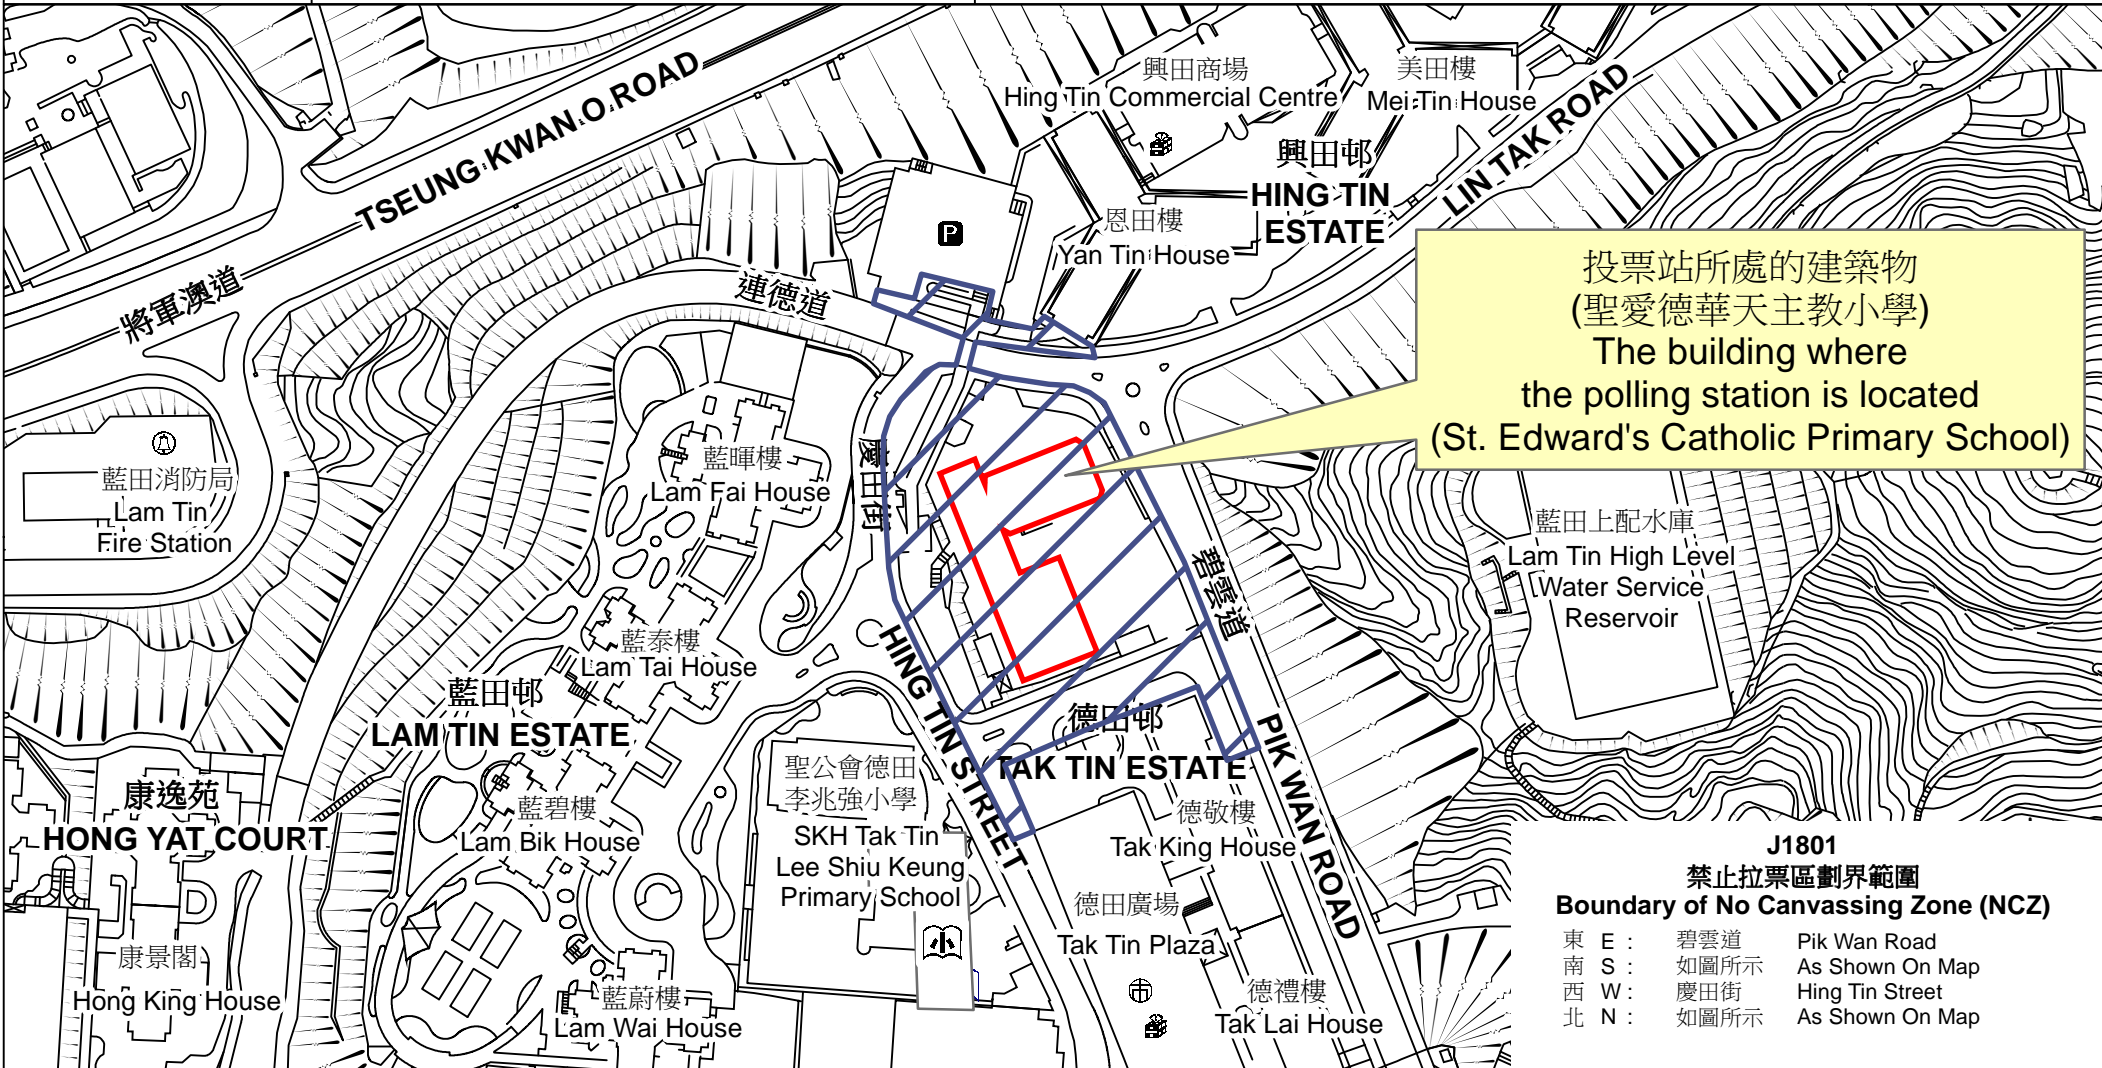 興田商場
Hing Tin Commercial Centre
美田樓
Mei Tin House
TSEUNG KWAN O ROAD
將軍澳道
興田邨
HING TIN
ESTATE
LIN TAK ROAD
連德道
恩田樓
Yan Tin House
P
投票站所處的建築物
(聖愛德華天主教小學)
The building where
the polling station is located
(St. Edward's Catholic Primary School)
藍田消防局
Lam Tin
Fire Station
藍暉樓
Lam Fai House
慶田街
HING TIN STREET
碧雲道
PIK WAN ROAD
藍田上配水庫
Lam Tin High Level
Water Service
Reservoir
藍泰樓
Lam Tai House
藍田邨
LAM TIN ESTATE
德田邨
TAK TIN ESTATE
康逸苑
HONG YAT COURT
藍碧樓
Lam Bik House
聖公會德田
李兆強小學
SKH Tak Tin
Lee Shiu Keung
Primary School
小
德敬樓
Tak King House
德田廣場
Tak Tin Plaza
德禮樓
Tak Lai House
康景閣
Hong King House
藍蔚樓
Lam Wai House
J1801
禁止拉票區劃界範圍
Boundary of No Canvassing Zone (NCZ)
東 E : 碧雲道 Pik Wan Road
南 S : 如圖所示 As Shown On Map
西 W : 慶田街 Hing Tin Street
北 N : 如圖所示 As Shown On Map